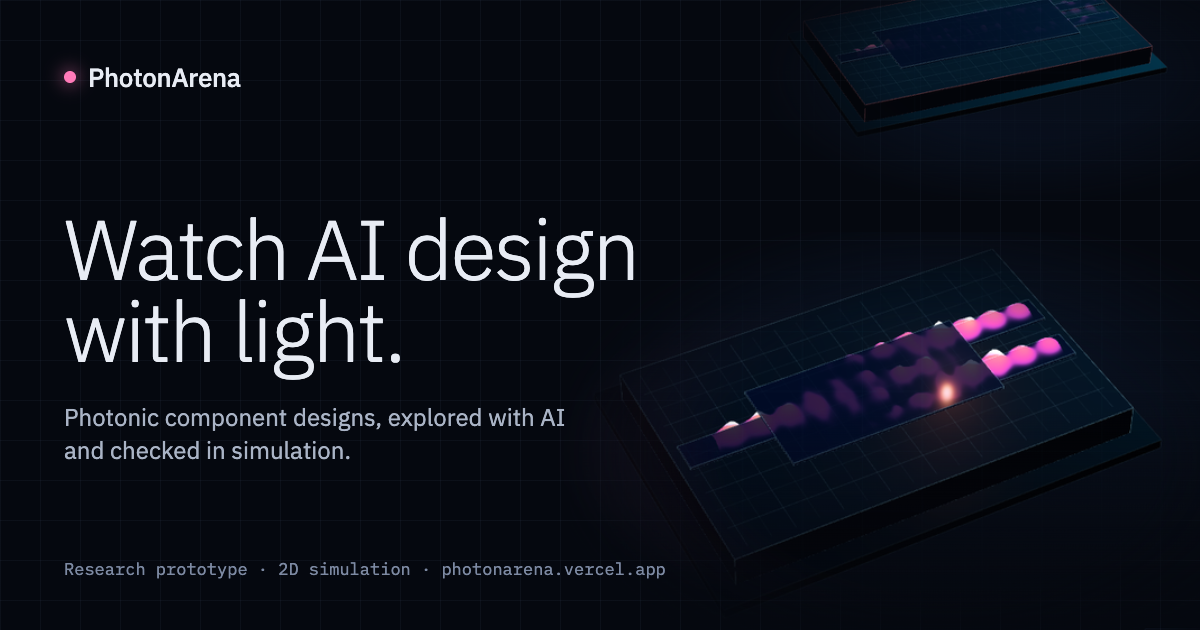 PhotonArena
Watch AI design
with light.
Photonic component designs, explored with AI
and checked in simulation.
Research prototype · 2D simulation · photonarena.vercel.app